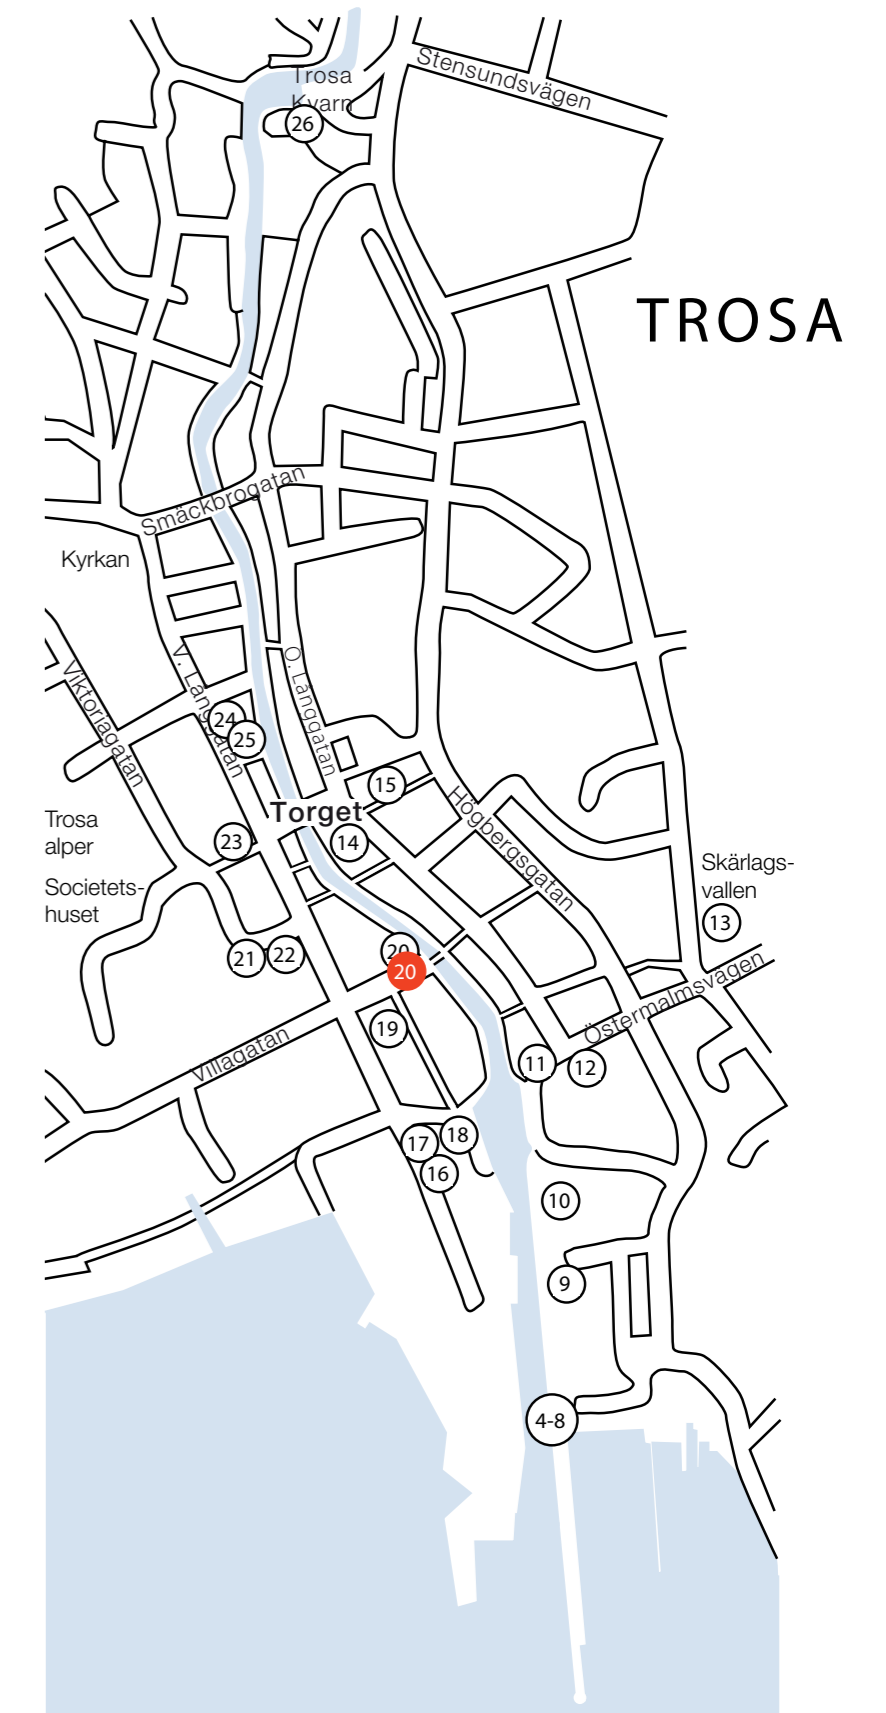 Stensundsvägen
Trosa
Kvarn
26
TROSA
Smäckbrogatan
Kyrkan
V. Långgatan
Ö. Långgatan
Viktoriagatan
24
25
15
Torget
Högbergsgatan
Trosa
alper
23
14
Societets-
huset
Skärlags-
vallen
13
21
22
20
20
Östermalmsvägen
19
Villagatan
11
12
17
18
16
10
9
4-8